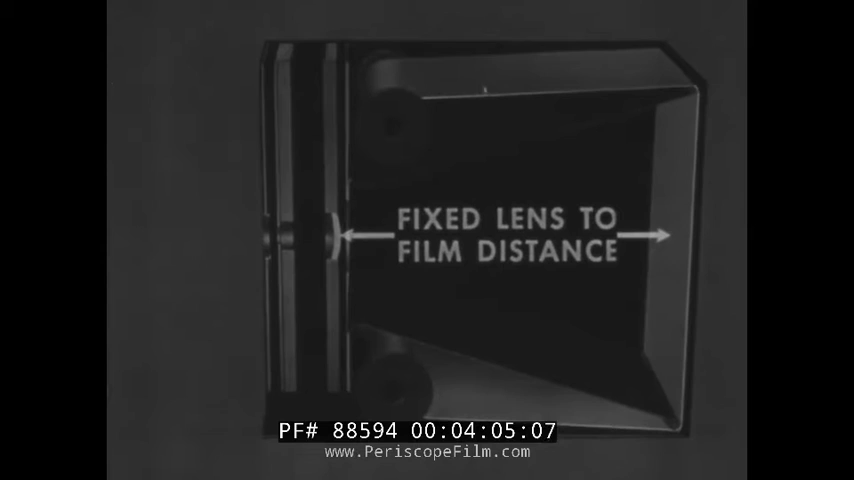 FIXED LENS TO
FILM DISTANCE
PF# 88594 00:04:05:07
www.PeriscopeFilm.com